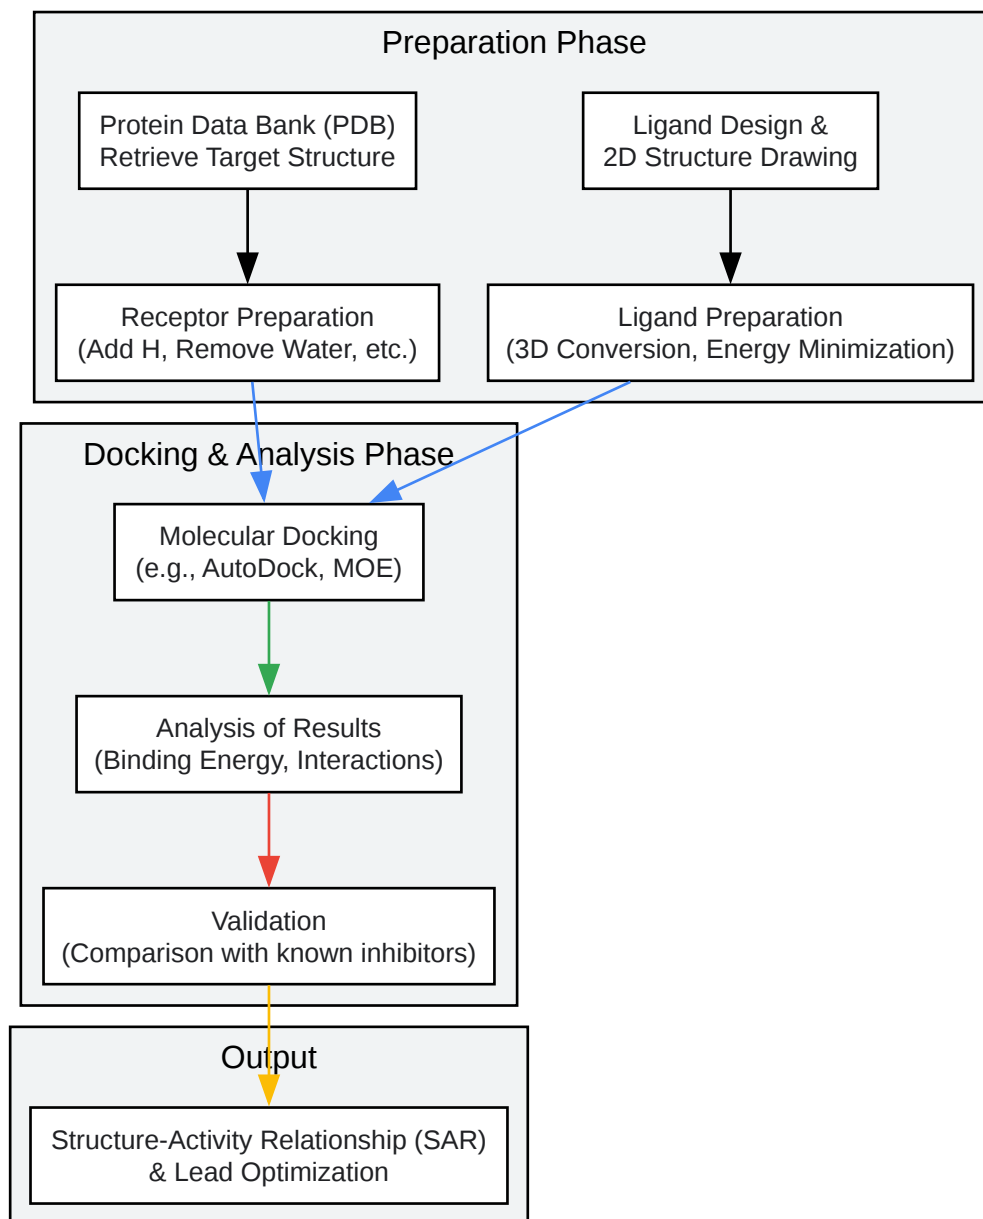 Preparation Phase
Protein Data Bank (PDB)
Retrieve Target Structure
Ligand Design &
2D Structure Drawing
Receptor Preparation
(Add H, Remove Water, etc.)
Ligand Preparation
(3D Conversion, Energy Minimization)
Docking & Analysis Phase
Molecular Docking
(e.g., AutoDock, MOE)
Analysis of Results
(Binding Energy, Interactions)
Validation
(Comparison with known inhibitors)
Output
Structure-Activity Relationship (SAR)
& Lead Optimization